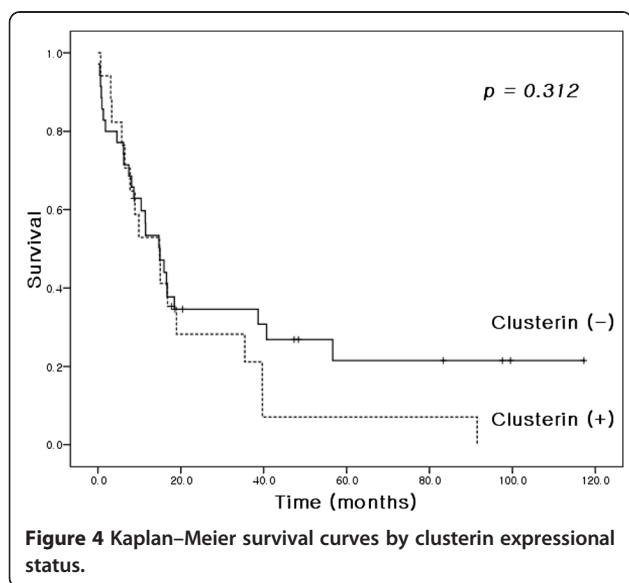 1.0
p = 0.312
0.8
0.6
Survival
0.4
Clusterin (-)
0.2
Clusterin (+)
0.0
0.0 20.0 40.0 60.0 80.0 100.0 120.0
Time (months)
Figure 4 Kaplan–Meier survival curves by clusterin expressional
status.